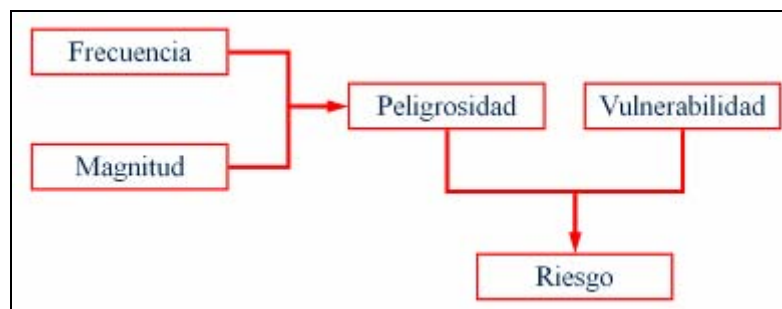 Frecuencia
Peligrosidad
Vulnerabilidad
Magnitud
Riesgo